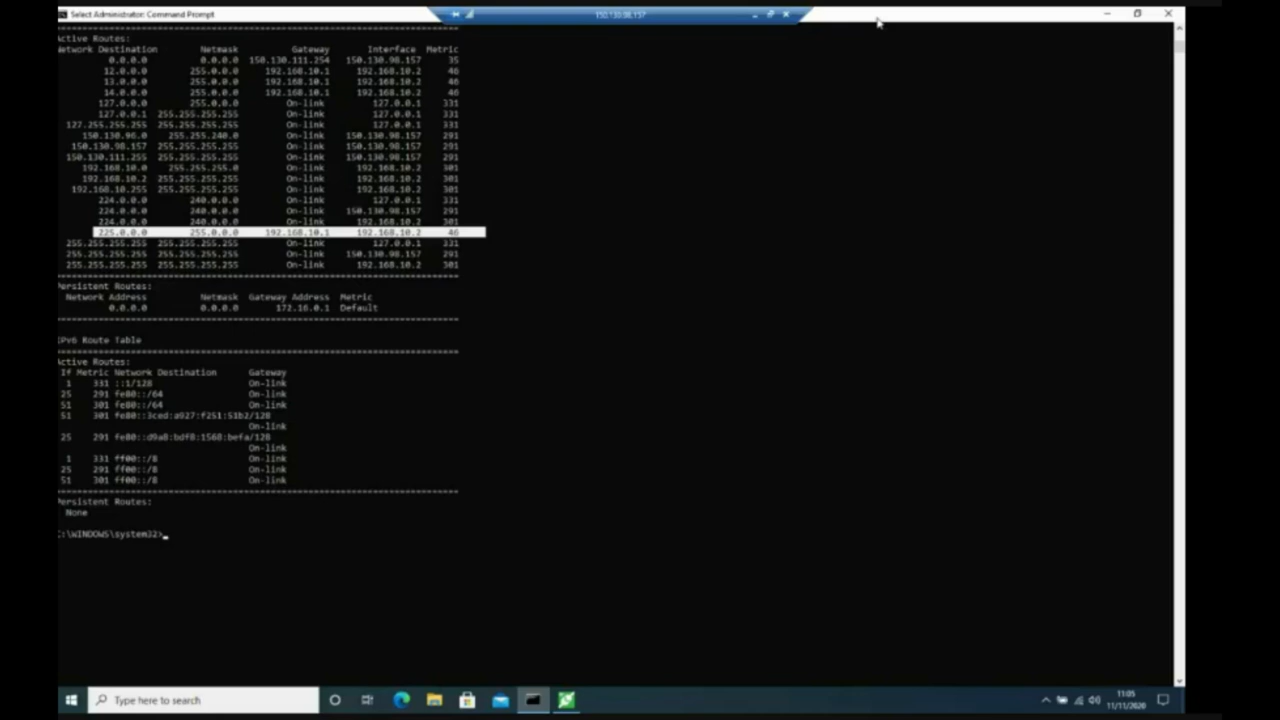 Select Administrator: Command Prompt
150.130.98.157
Active Routes:
Network Destination Netmask Gateway Interface Metric
0.0.0.0 0.0.0.0 150.130.111.254 150.130.98.157 35
12.0.0.0 255.0.0.0 192.168.10.1 192.168.10.2 46
13.0.0.0 255.0.0.0 192.168.10.1 192.168.10.2 46
14.0.0.0 255.0.0.0 192.168.10.1 192.168.10.2 46
127.0.0.0 255.0.0.0 On-link 127.0.0.1 331
127.0.0.1 255.255.255.255 On-link 127.0.0.1 331
127.255.255.255 255.255.255.255 On-link 127.0.0.1 331
150.130.96.0 255.255.240.0 On-link 150.130.98.157 291
150.130.98.157 255.255.255.255 On-link 150.130.98.157 291
150.130.111.255 255.255.255.255 On-link 150.130.98.157 291
192.168.10.0 255.255.255.0 On-link 192.168.10.2 301
192.168.10.2 255.255.255.255 On-link 192.168.10.2 301
192.168.10.255 255.255.255.255 On-link 192.168.10.2 301
224.0.0.0 240.0.0.0 On-link 127.0.0.1 331
224.0.0.0 240.0.0.0 On-link 150.130.98.157 291
224.0.0.0 240.0.0.0 On-link 192.168.10.2 301
225.0.0.0 255.0.0.0 192.168.10.1 192.168.10.2 46
255.255.255.255 255.255.255.255 On-link 127.0.0.1 331
255.255.255.255 255.255.255.255 On-link 150.130.98.157 291
255.255.255.255 255.255.255.255 On-link 192.168.10.2 301
Persistent Routes:
Network Address Netmask Gateway Address Metric
0.0.0.0 0.0.0.0 172.16.0.1 Default
IPv6 Route Table
Active Routes:
If Metric Network Destination Gateway
1 331 ::1/128 On-link
25 291 fe80::/64 On-link
51 301 fe80::/64 On-link
51 301 fe80::3ced:a927:f251:51b2/128
On-link
25 291 fe80::d9a8:bdf8:1568:befa/128
On-link
1 331 ff00::/8 On-link
25 291 ff00::/8 On-link
51 301 ff00::/8 On-link
Persistent Routes:
None
C:\WINDOWS\system32>
Type here to search
11:05
11/11/2020